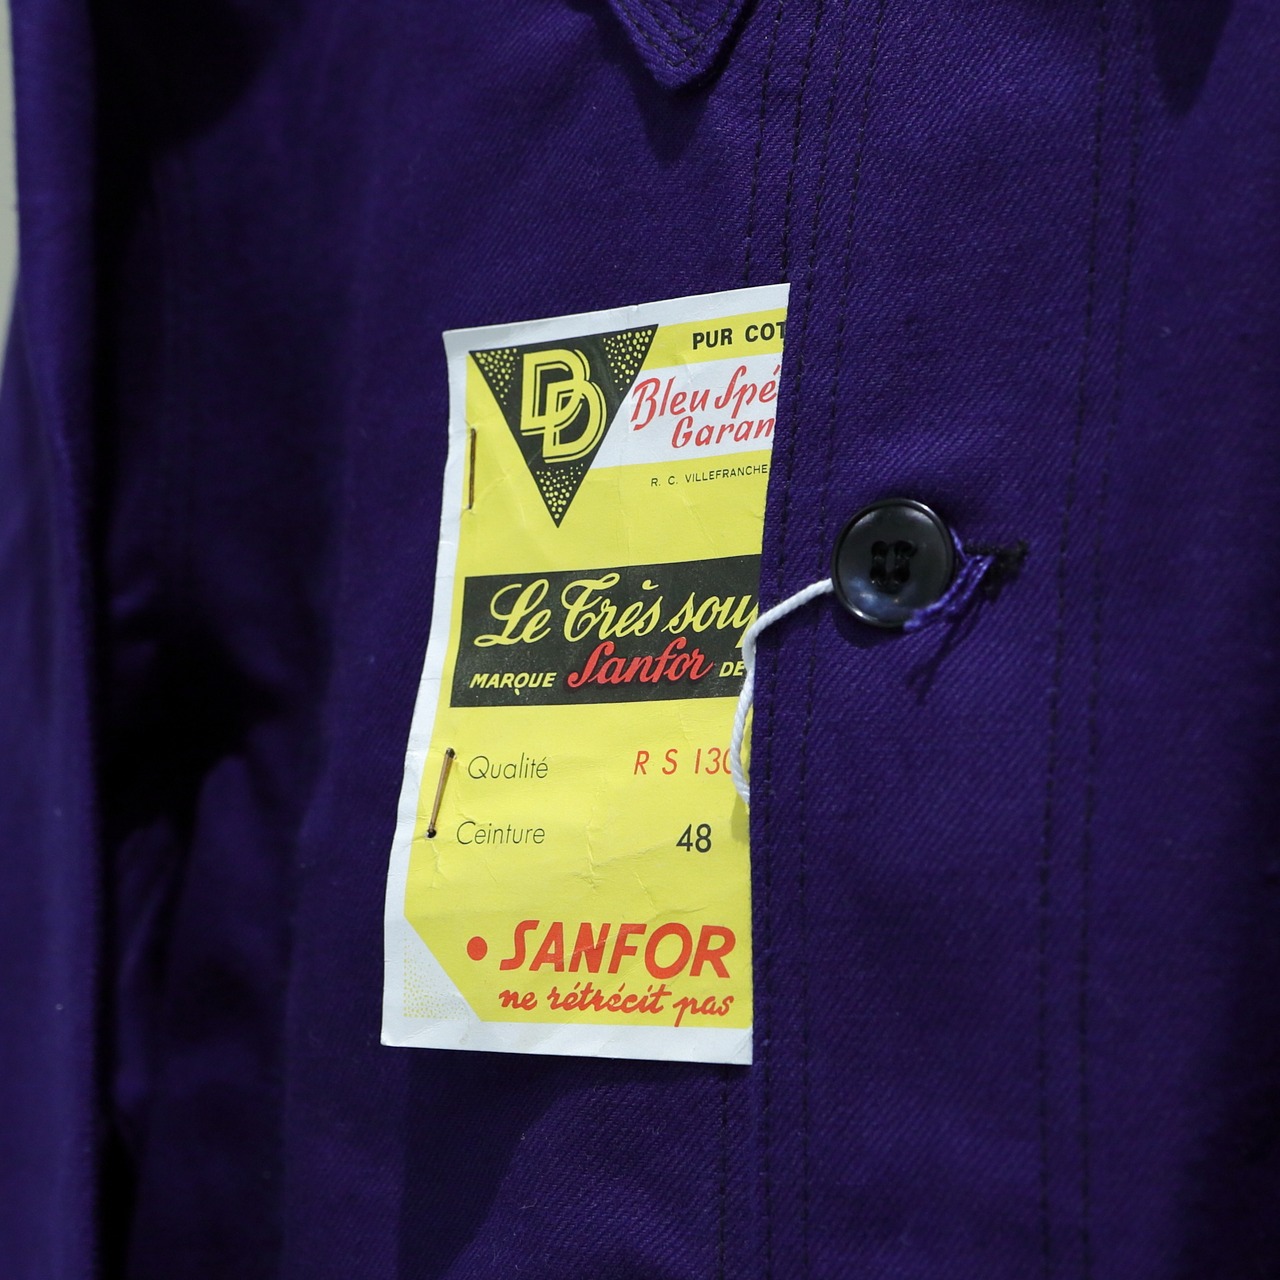 DD
PUR COT
Bleu Spé
Garan
R. C. VILLEFRANCHE
Le Très soup
MARQUE Sanfor DE
Qualité R S 130
Ceinture 48
• SANFOR
ne rétrécit pas